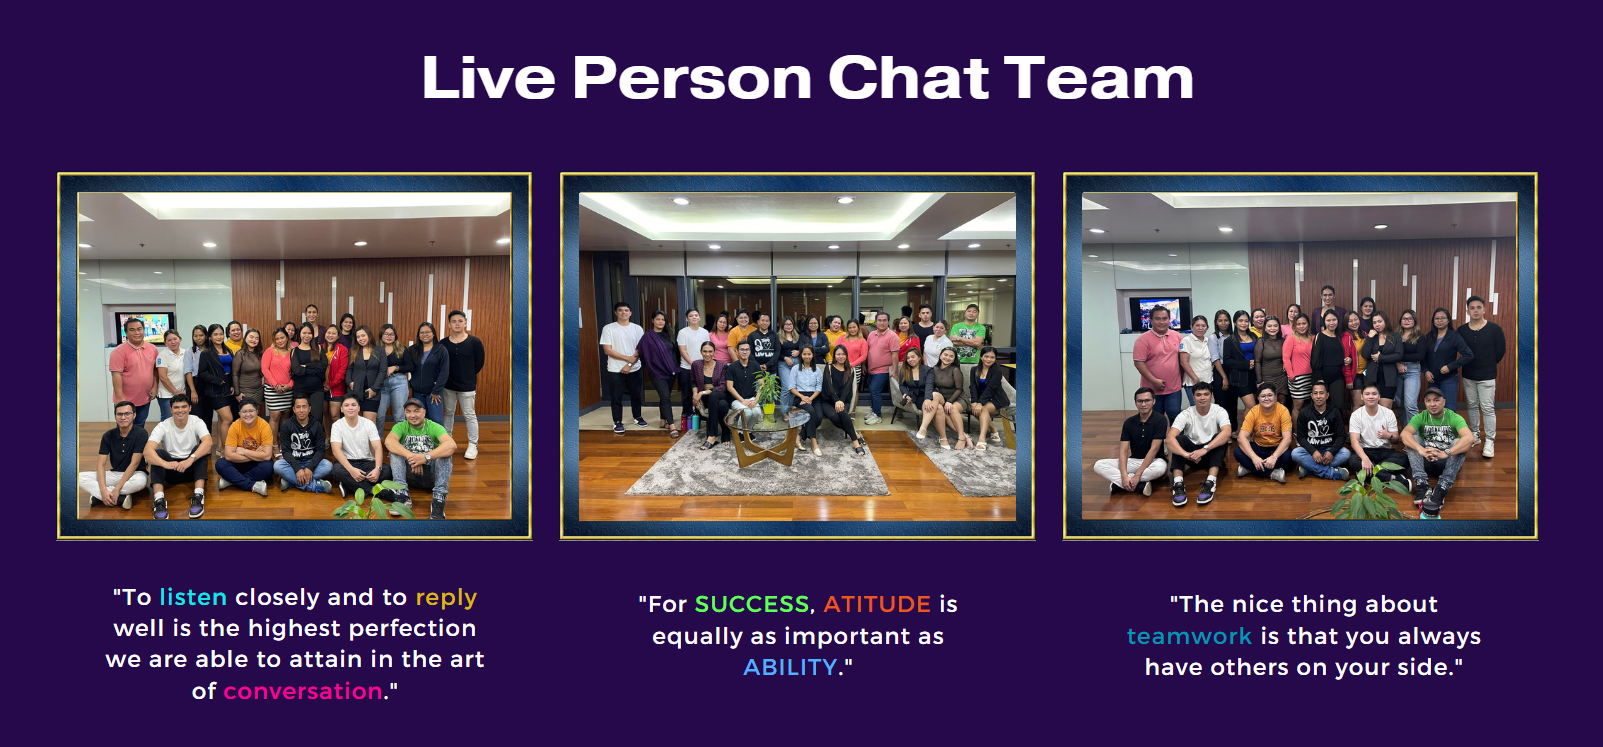 Live Person Chat Team
"To listen closely and to reply
well is the highest perfection
we are able to attain in the art
of conversation."
"For SUCCESS, ATITUDE is
equally as important as
ABILITY."
"The nice thing about
teamwork is that you always
have others on your side."